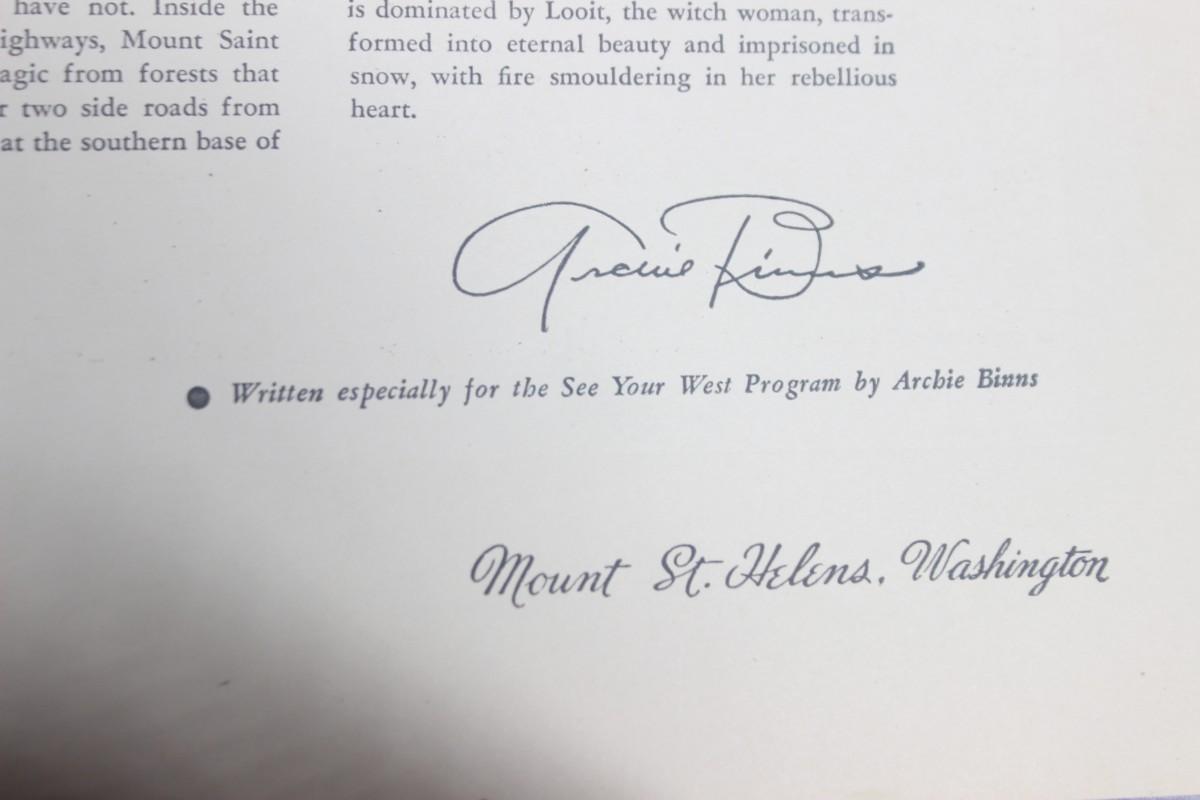 have not. Inside the
ighways, Mount Saint
agic from forests that
r two side roads from
at the southern base of
is dominated by Looit, the witch woman, trans-
formed into eternal beauty and imprisoned in
snow, with fire smouldering in her rebellious
heart.
Archie Binns
Written especially for the See Your West Program by Archie Binns
Mount St. Helens, Washington